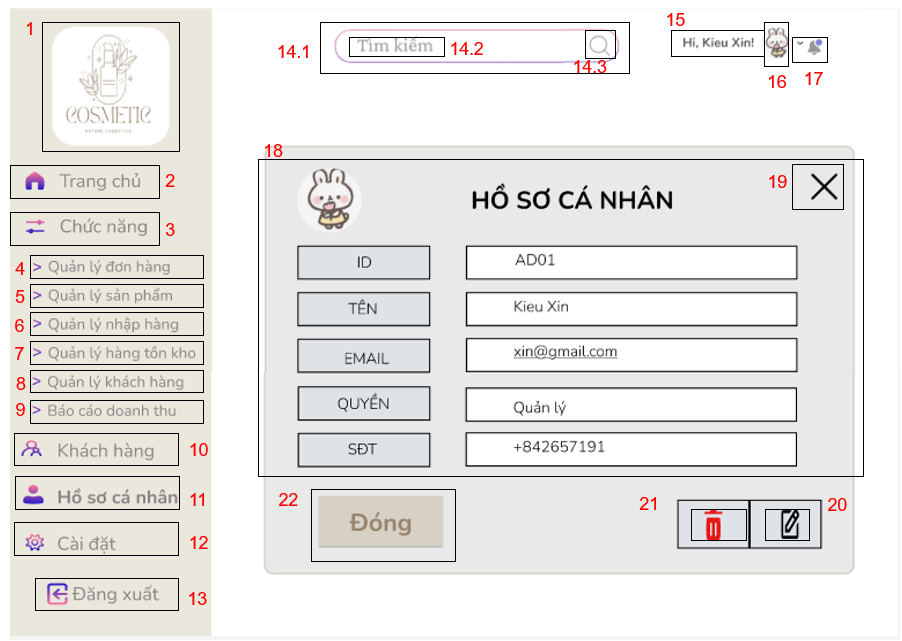 1
COSMETIC
NATURE COSMETICS
Trang chủ 2
Chức năng 3
4 > Quản lý đơn hàng
5 > Quản lý sản phẩm
6 > Quản lý nhập hàng
7 > Quản lý hàng tồn kho
8 > Quản lý khách hàng
9 > Báo cáo doanh thu
Khách hàng 10
Hồ sơ cá nhân 11
Cài đặt 12
Đăng xuất 13
14.1 Tìm kiếm 14.2
14.3
15
Hi, Kieu Xin!
16 17
18
HỒ SƠ CÁ NHÂN 19
ID AD01
TÊN Kieu Xin
EMAIL xin@gmail.com
QUYỀN Quản lý
SĐT +842657191
22 Đóng 21 20